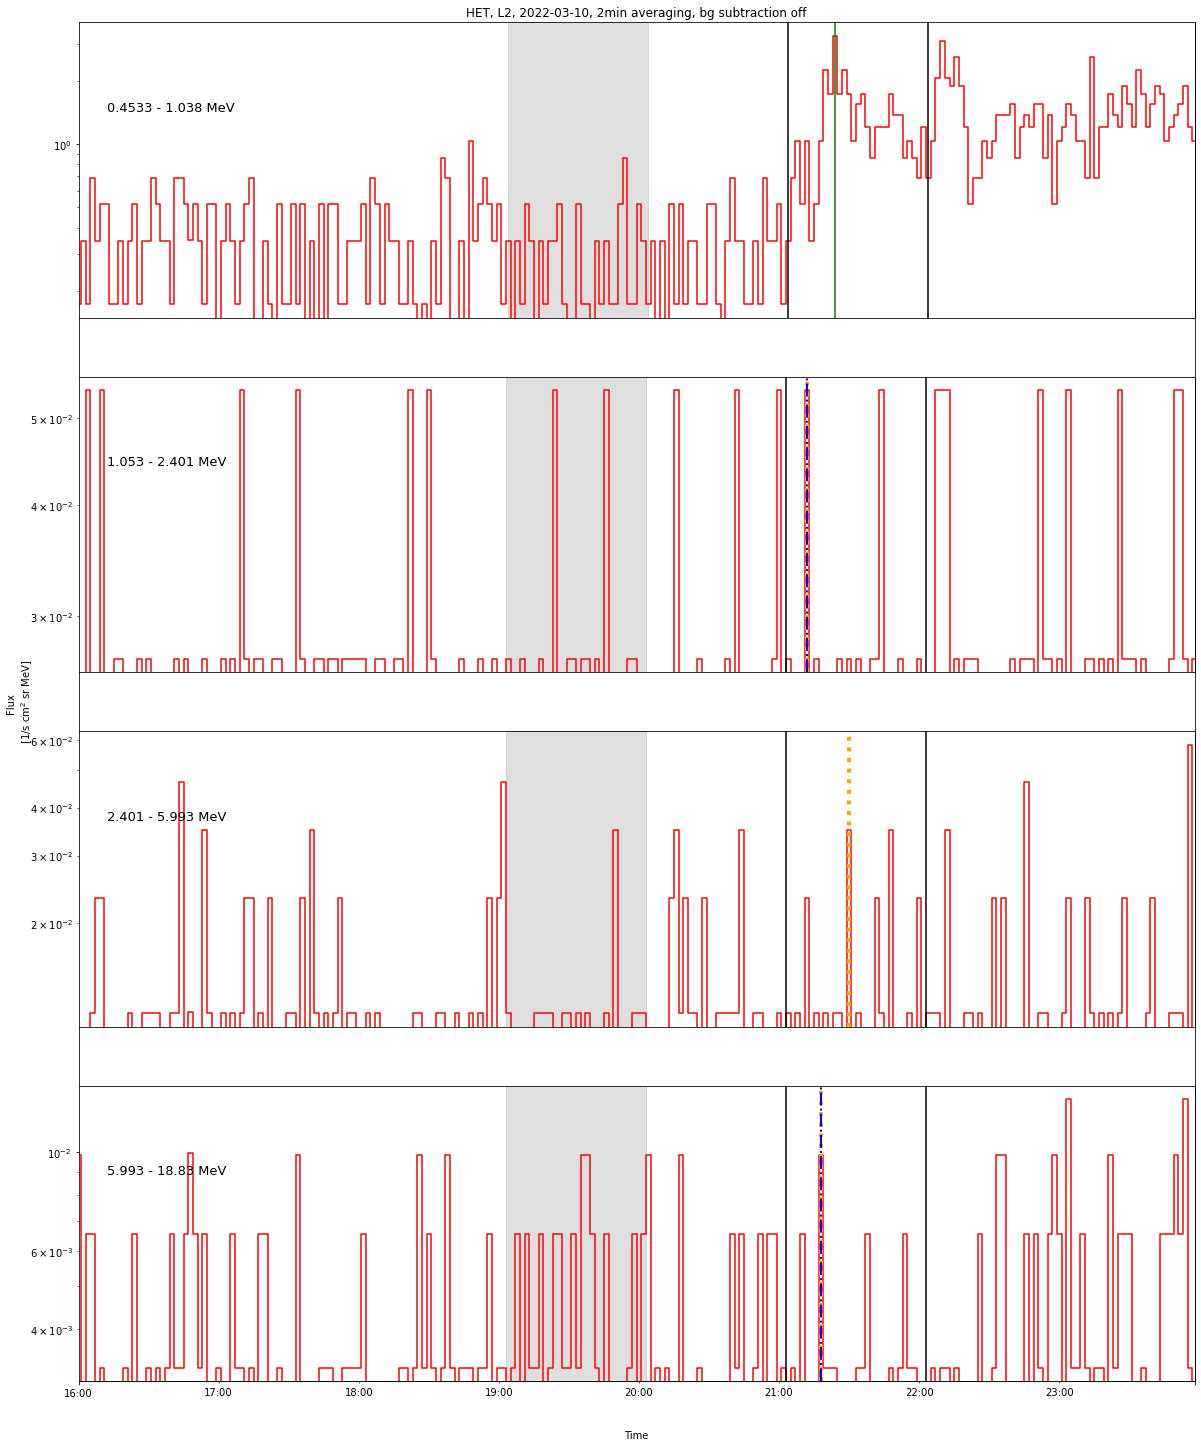 HET, L2, 2022-03-10, 2min averaging, bg subtraction off
0.4533 - 1.038 MeV
10⁰
5 × 10⁻²
1.053 - 2.401 MeV
4 × 10⁻²
3 × 10⁻²
Flux
[1/s cm² sr MeV]
6 × 10⁻²
4 × 10⁻²
2.401 - 5.993 MeV
3 × 10⁻²
2 × 10⁻²
10⁻²
5.993 - 18.83 MeV
6 × 10⁻³
4 × 10⁻³
16:00 17:00 18:00 19:00 20:00 21:00 22:00 23:00
Time